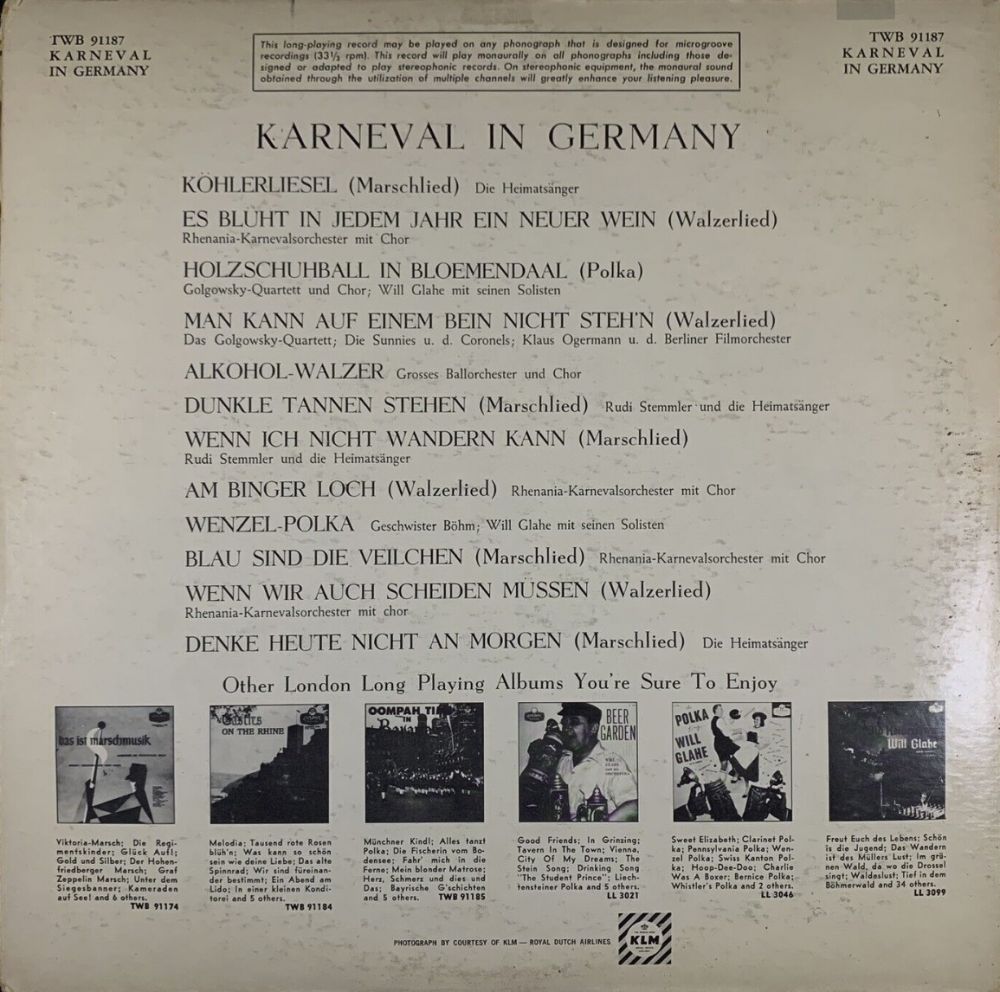 TWB 91187
KARNEVAL
IN GERMANY
This long-playing record may be played on any phonograph that is designed for microgroove
recordings (33⅓ rpm). This record will play monaurally on all phonographs including those de-
signed or adapted to play stereophonic records. On stereophonic equipment, the monaural sound
obtained through the utilization of multiple channels will greatly enhance your listening pleasure.
TWB 91187
KARNEVAL
IN GERMANY
KARNEVAL IN GERMANY
KÖHLERLIESEL (Marschlied) Die Heimatsänger
ES BLUHT IN JEDEM JAHR EIN NEUER WEIN (Walzerlied)
Rhenania-Karnevalsorchester mit Chor
HOLZSCHUHBALL IN BLOEMENDAAL (Polka)
Golgowsky-Quartett und Chor; Will Glahe mit seinen Solisten
MAN KANN AUF EINEM BEIN NICHT STEH'N (Walzerlied)
Das Golgowsky-Quartett; Die Sunnies u. d. Coronels; Klaus Ogermann u. d. Berliner Filmorchester
ALKOHOL-WALZER Grosses Ballorchester und Chor
DUNKLE TANNEN STEHEN (Marschlied) Rudi Stemmler und die Heimatsänger
WENN ICH NICHT WANDERN KANN (Marschlied)
Rudi Stemmler und die Heimatsänger
AM BINGER LOCH (Walzerlied) Rhenania-Karnevalsorchester mit Chor
WENZEL-POLKA Geschwister Böhm; Will Glahe mit seinen Solisten
BLAU SIND DIE VEILCHEN (Marschlied) Rhenania-Karnevalsorchester mit Chor
WENN WIR AUCH SCHEIDEN MÜSSEN (Walzerlied)
Rhenania-Karnevalsorchester mit chor
DENKE HEUTE NICHT AN MORGEN (Marschlied) Die Heimatsänger
Other London Long Playing Albums You're Sure To Enjoy
das ist marschmusik
Viktoria-Marsch; Die Regi-
mentskinder; Glück Auf!;
Gold und Silber; Der Hohen-
friedberger Marsch; Graf
Zeppelin Marsch; Unter dem
Siegesbanner; Kameraden
auf See! and 6 others.
TWB 91174
Castles
ON THE RHINE
Melodia; Tausend rote Rosen
blüh'n; Was kann so schön
sein wie deine Liebe; Das alte
Spinnrad; Wir sind füreinan-
der bestimmt; Ein Abend am
Lido; In einer kleinen Kondi-
torei and 5 others.
TWB 91184
OOMPAH TIME
IN
Bavaria
Münchner Kindl; Alles tanzt
Polka; Die Fischerin vom Bo-
densee; Fahr' mich in die
Ferne; Mein blonder Matrose;
Herz, Schmerz und dies und
Das; Bayrische G'schichten
and 5 others. TWB 91185
BEER
GARDEN
WILL GLAHE
AND HIS
ORCHESTRA
Good Friends; In Grinzing;
Tavern In The Town; Vienna,
City Of My Dreams; The
Stein Song; Drinking Song
"The Student Prince"; Liech-
tensteiner Polka and 5 others.
LL 3021
POLKA
WILL
GLAHE
Sweet Elizabeth; Clarinet Pol-
ka; Pennsylvania Polka; Wen-
zel Polka; Swiss Kanton Pol-
ka; Hoop-Dee-Doo; Charlie
Was A Boxer; Bernice Polka;
Whistler's Polka and 2 others.
LL 3046
Will Glahe
Freut Euch des Lebens; Schön
is die Jugend; Das Wandern
ist des Müllers Lust; Im grü-
nen Wald, da wo die Drossel
singt; Waldeslust; Tief in dem
Böhmerwald and 34 others.
LL 3099
PHOTOGRAPH BY COURTESY OF KLM — ROYAL DUTCH AIRLINES
KLM